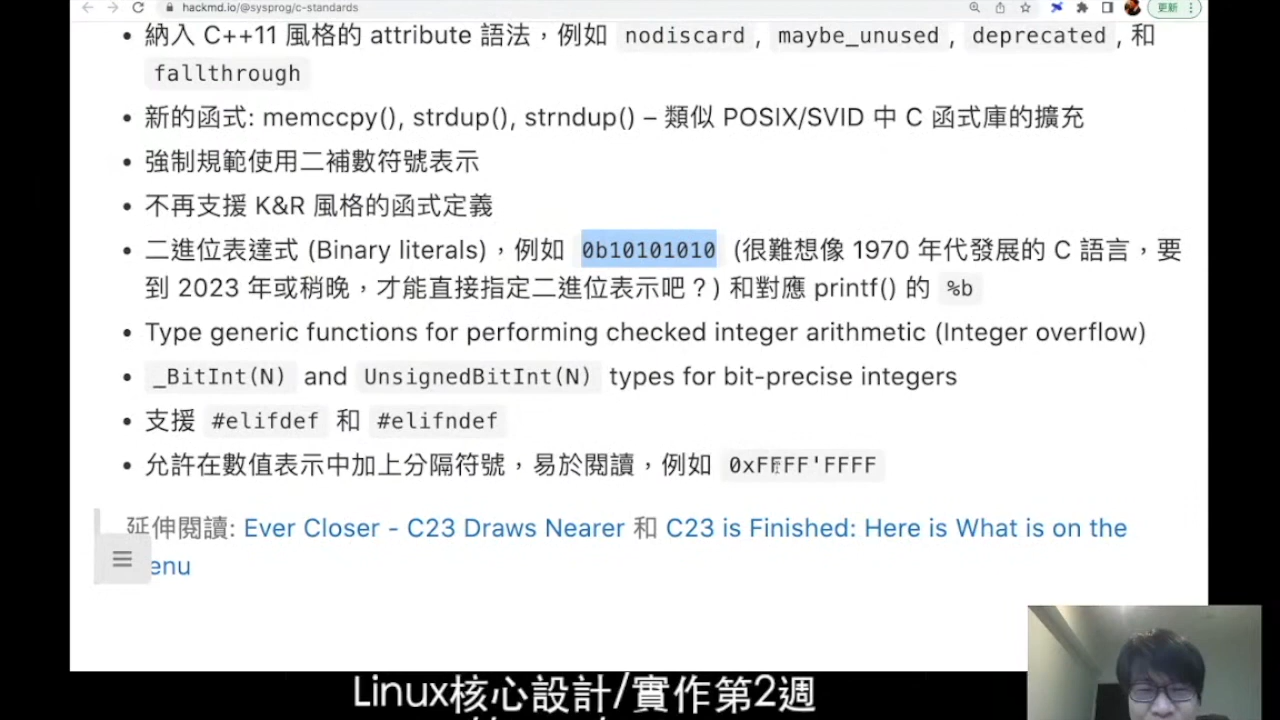 hackmd.io/@sysprog/c-standards
更新
• 納入 C++11 風格的 attribute 語法，例如 nodiscard , maybe_unused , deprecated , 和
fallthrough
• 新的函式: memccpy(), strdup(), strndup() – 類似 POSIX/SVID 中 C 函式庫的擴充
• 強制規範使用二補數符號表示
• 不再支援 K&R 風格的函式定義
• 二進位表達式 (Binary literals)，例如 0b10101010 (很難想像 1970 年代發展的 C 語言，要
到 2023 年或稍晚，才能直接指定二進位表示吧？) 和對應 printf() 的 %b
• Type generic functions for performing checked integer arithmetic (Integer overflow)
• _BitInt(N) and UnsignedBitInt(N) types for bit-precise integers
• 支援 #elifdef 和 #elifndef
• 允許在數值表示中加上分隔符號，易於閱讀，例如 0xFFFF'FFFF
延伸閱讀: Ever Closer - C23 Draws Nearer 和 C23 is Finished: Here is What is on the
enu
Linux核心設計/實作第2週